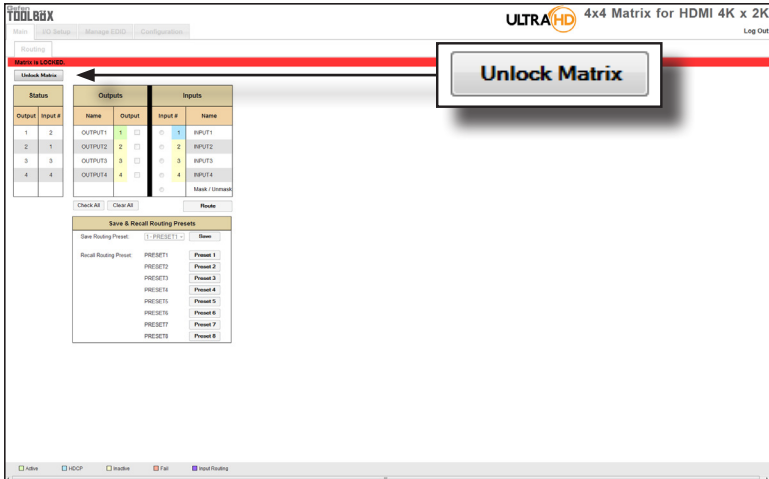 Gefen
TOOLBOX
ULTRA HD 4x4 Matrix for HDMI 4K x 2K
Main I/O Setup Manage EDID Configuration
Log Out
Routing
Matrix is LOCKED.
Unlock Matrix
Unlock Matrix
Status Outputs Inputs
Output Input # Name Output Input # Name
1 2 OUTPUT1 1 1 INPUT1
2 1 OUTPUT2 2 2 INPUT2
3 3 OUTPUT3 3 3 INPUT3
4 4 OUTPUT4 4 4 INPUT4
Mask / Unmask
Check All Clear All Route
Save & Recall Routing Presets
Save Routing Preset: 1 - PRESET1 Save
Recall Routing Preset: PRESET1 Preset 1
PRESET2 Preset 2
PRESET3 Preset 3
PRESET4 Preset 4
PRESET5 Preset 5
PRESET6 Preset 6
PRESET7 Preset 7
PRESET8 Preset 8
Active HDCP Inactive Fail Input Routing